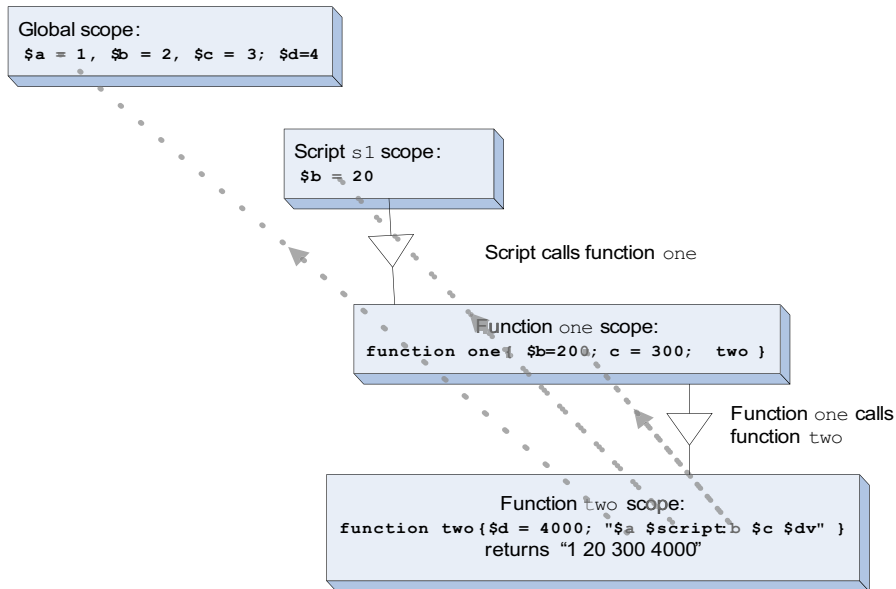 Global scope:
$a = 1, $b = 2, $c = 3; $d=4
Script s1 scope:
$b = 20
Script calls function one
Function one scope:
function one{ $b=200; c = 300; two }
Function one calls
function two
Function two scope:
function two{$d = 4000; "$a $script:b $c $dv" }
returns “1 20 300 4000”